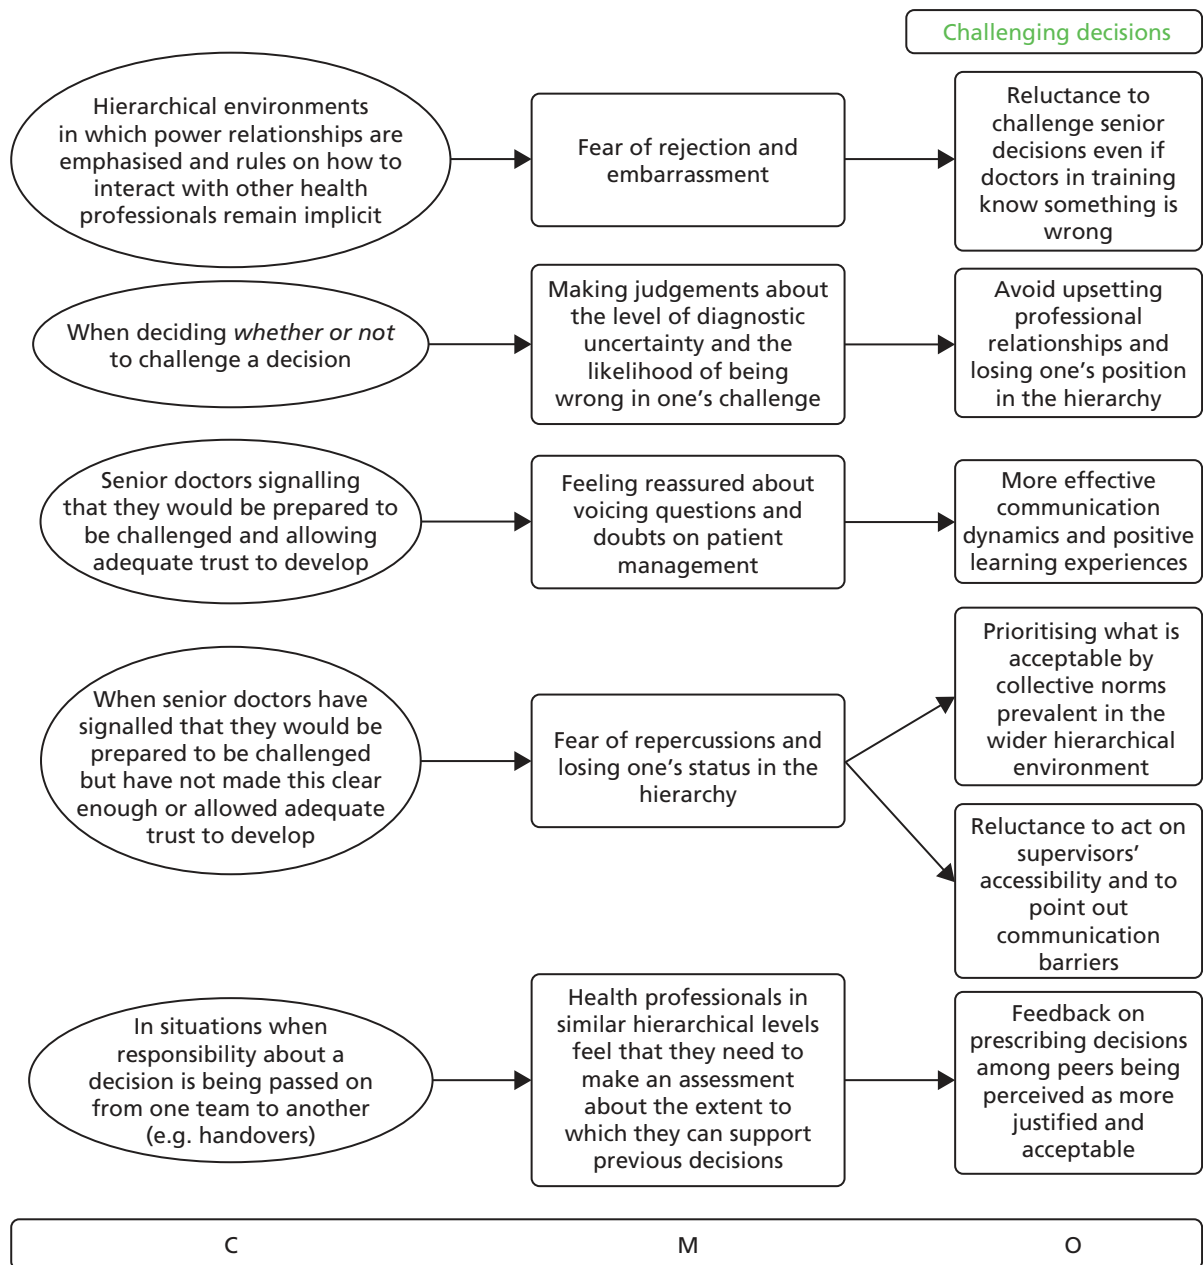 Challenging decisions
Hierarchical environments
in which power relationships are
emphasised and rules on how to
interact with other health
professionals remain implicit
Fear of rejection and
embarrassment
Reluctance to
challenge senior
decisions even if
doctors in training
know something is
wrong
When deciding whether or not
to challenge a decision
Making judgements about
the level of diagnostic
uncertainty and the
likelihood of being
wrong in one’s challenge
Avoid upsetting
professional
relationships and
losing one’s position
in the hierarchy
Senior doctors signalling
that they would be prepared to
be challenged and allowing
adequate trust to develop
Feeling reassured about
voicing questions and
doubts on patient
management
More effective
communication
dynamics and positive
learning experiences
When senior doctors have
signalled that they would be
prepared to be challenged
but have not made this clear
enough or allowed adequate
trust to develop
Fear of repercussions and
losing one’s status in the
hierarchy
Prioritising what is
acceptable by
collective norms
prevalent in the
wider hierarchical
environment
Reluctance to act on
supervisors’
accessibility and to
point out
communication
barriers
In situations when
responsibility about a
decision is being passed on
from one team to another
(e.g. handovers)
Health professionals in
similar hierarchical levels
feel that they need to
make an assessment
about the extent to
which they can support
previous decisions
Feedback on
prescribing decisions
among peers being
perceived as more
justified and
acceptable
C
M
O